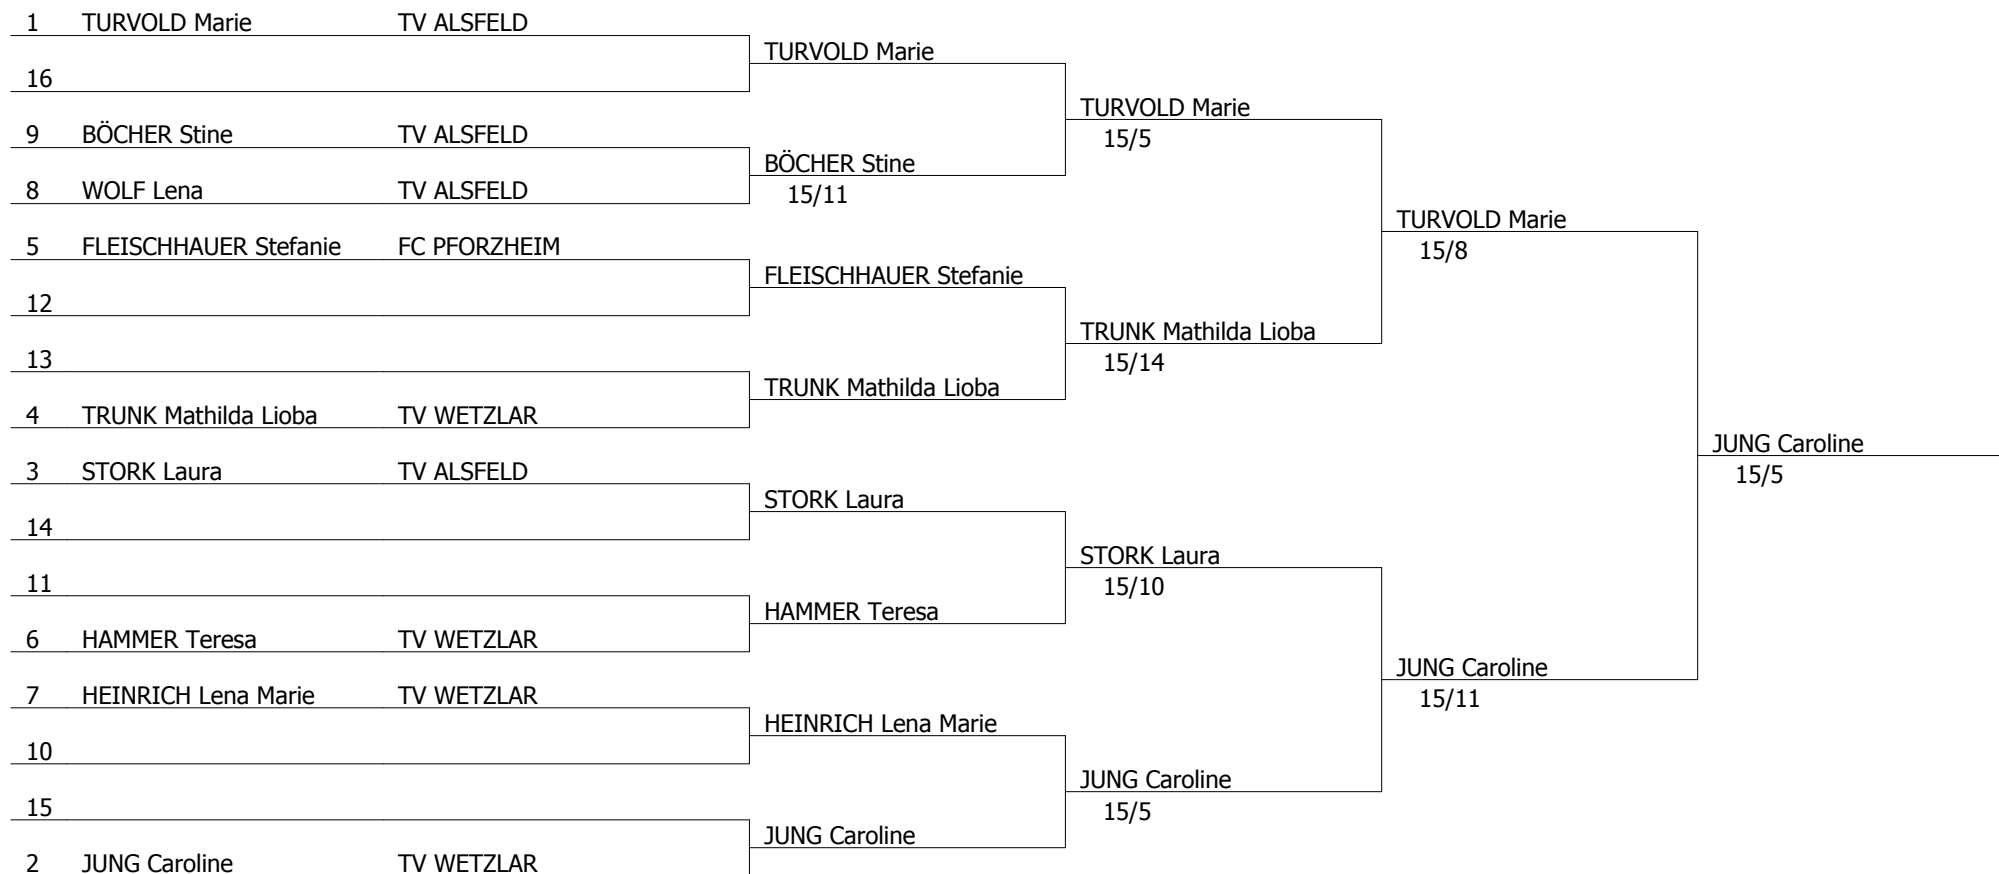 1 TURVOLD Marie TV ALSFELD
TURVOLD Marie
16
TURVOLD Marie
15/5
9 BÖCHER Stine TV ALSFELD
BÖCHER Stine
15/11
8 WOLF Lena TV ALSFELD
TURVOLD Marie
15/8
5 FLEISCHHAUER Stefanie FC PFORZHEIM
FLEISCHHAUER Stefanie
12
TRUNK Mathilda Lioba
15/14
13
TRUNK Mathilda Lioba
4 TRUNK Mathilda Lioba TV WETZLAR
JUNG Caroline
15/5
3 STORK Laura TV ALSFELD
STORK Laura
14
STORK Laura
15/10
11
HAMMER Teresa
6 HAMMER Teresa TV WETZLAR
JUNG Caroline
15/11
7 HEINRICH Lena Marie TV WETZLAR
HEINRICH Lena Marie
10
JUNG Caroline
15/5
15
JUNG Caroline
2 JUNG Caroline TV WETZLAR